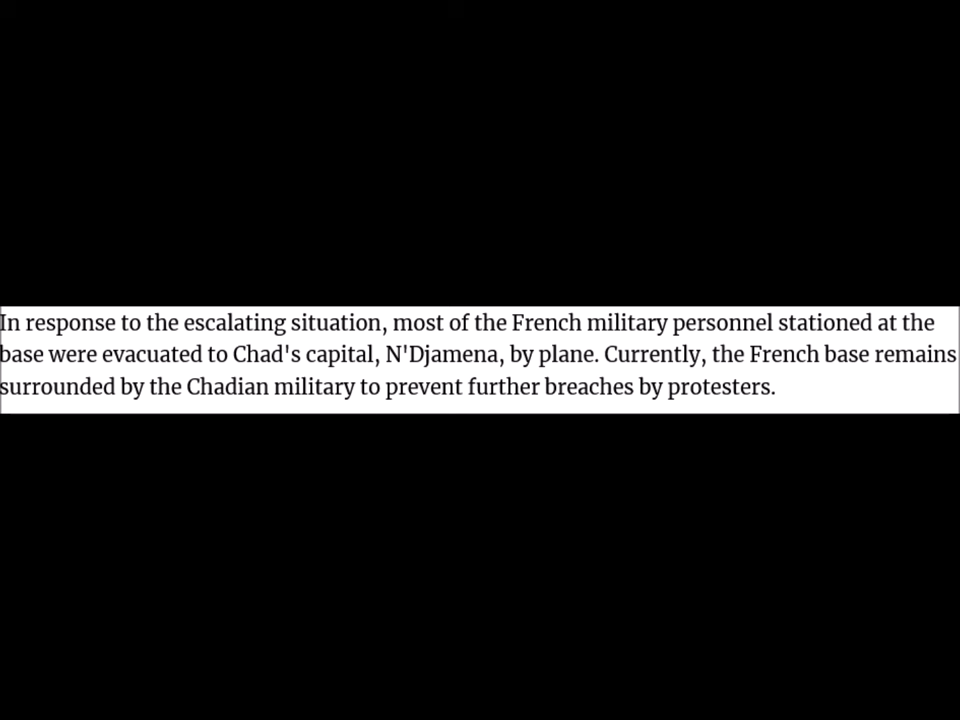 In response to the escalating situation, most of the French military personnel stationed at the
base were evacuated to Chad's capital, N'Djamena, by plane. Currently, the French base remains
surrounded by the Chadian military to prevent further breaches by protesters.